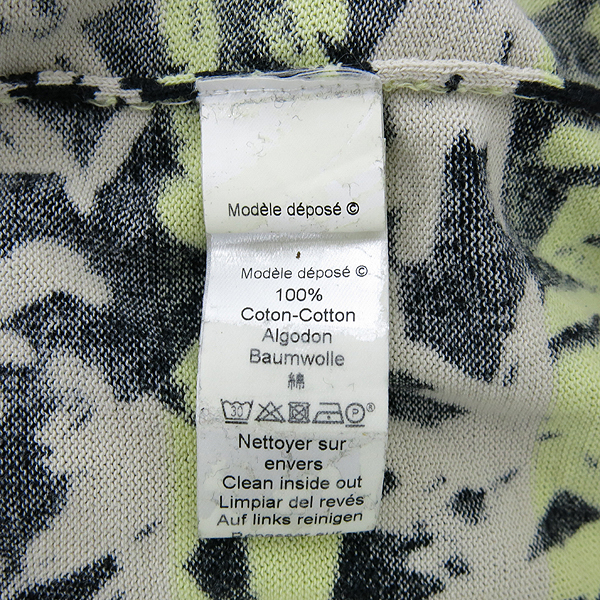 Modèle déposé ©
Modèle déposé ©
100%
Coton-Cotton
Algodon
Baumwolle
綿
30 P ®
Nettoyer sur
envers
Clean inside out
Limpiar del revés
Auf links reinigen